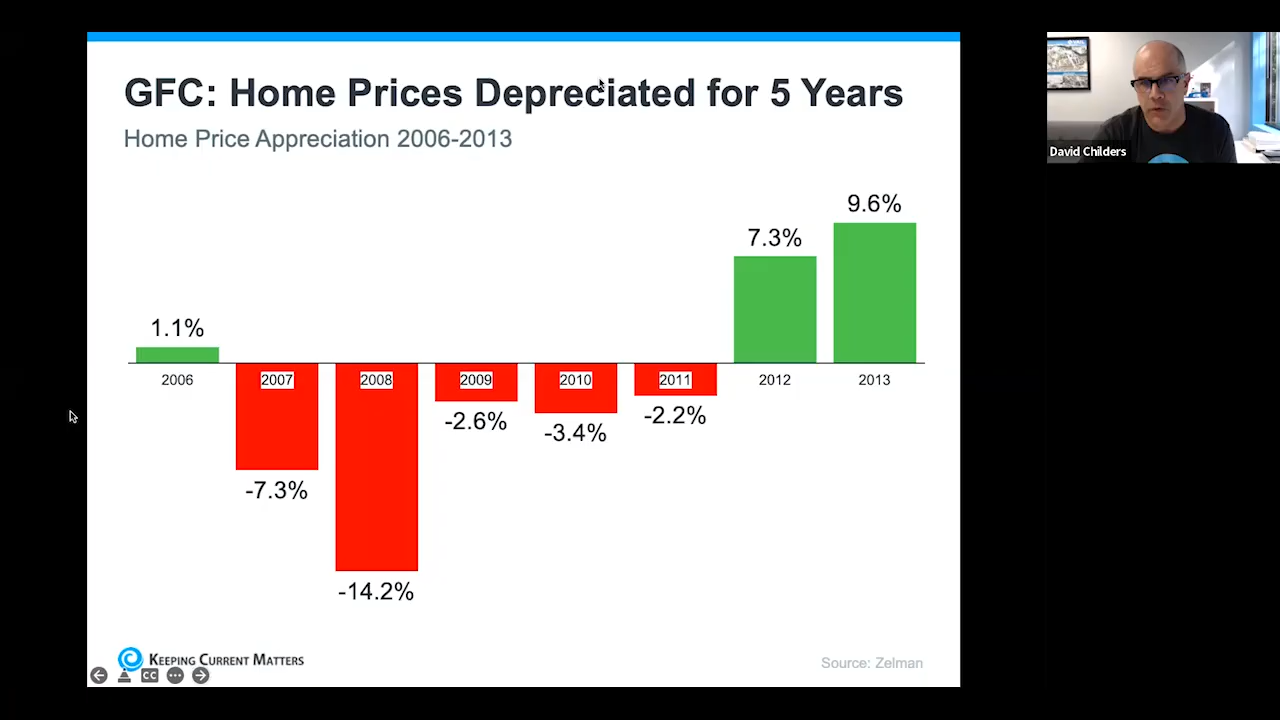 GFC: Home Prices Depreciated for 5 Years
Home Price Appreciation 2006-2013
David Childers
9.6%
7.3%
1.1%
2006 2007 2008 2009 2010 2011 2012 2013
-2.6%
-3.4%
-2.2%
-7.3%
-14.2%
KEEPING CURRENT MATTERS
CC
Source: Zelman